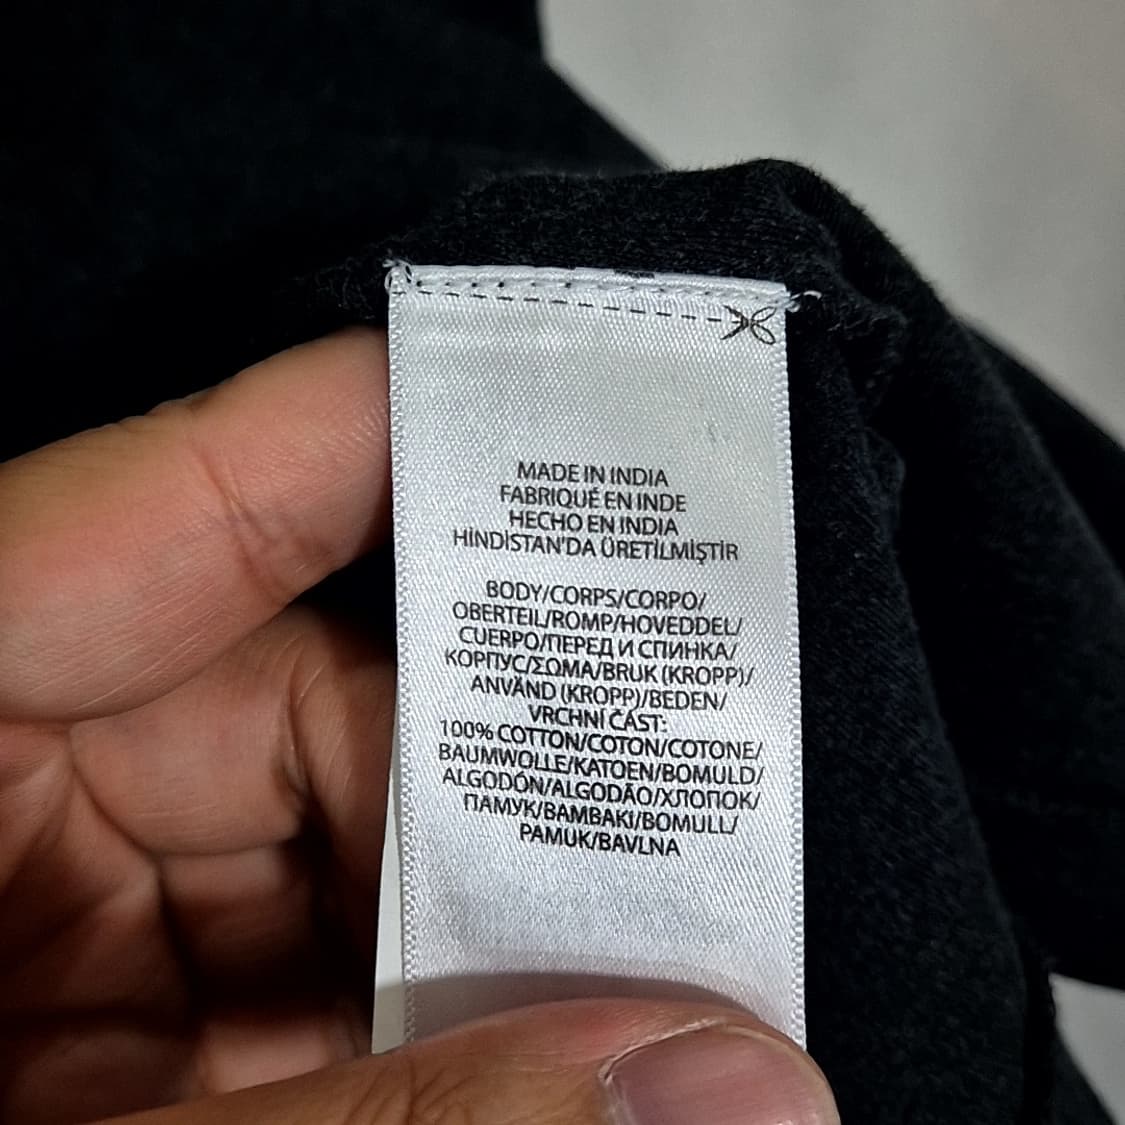 MADE IN INDIA
FABRIQUÉ EN INDE
HECHO EN INDIA
HİNDİSTAN'DA ÜRETİLMİŞTİR
BODY/CORPS/CORPO/
OBERTEIL/ROMP/HOVEDDEL/
CUERPO/ПЕРЕД И СПИНКА/
КОРПУС/ΣΩΜΑ/BRUK (KROPP)/
ANVÄND (KROPP)/BEDEN/
VRCHNÍ ČÁST:
100% COTTON/COTON/COTONE/
BAUMWOLLE/KATOEN/BOMULD/
ALGODÓN/ALGODÃO/ХЛОПОК/
ПАМУК/ΒΑΜΒΑΚΙ/BOMULL/
PAMUK/BAVLNA